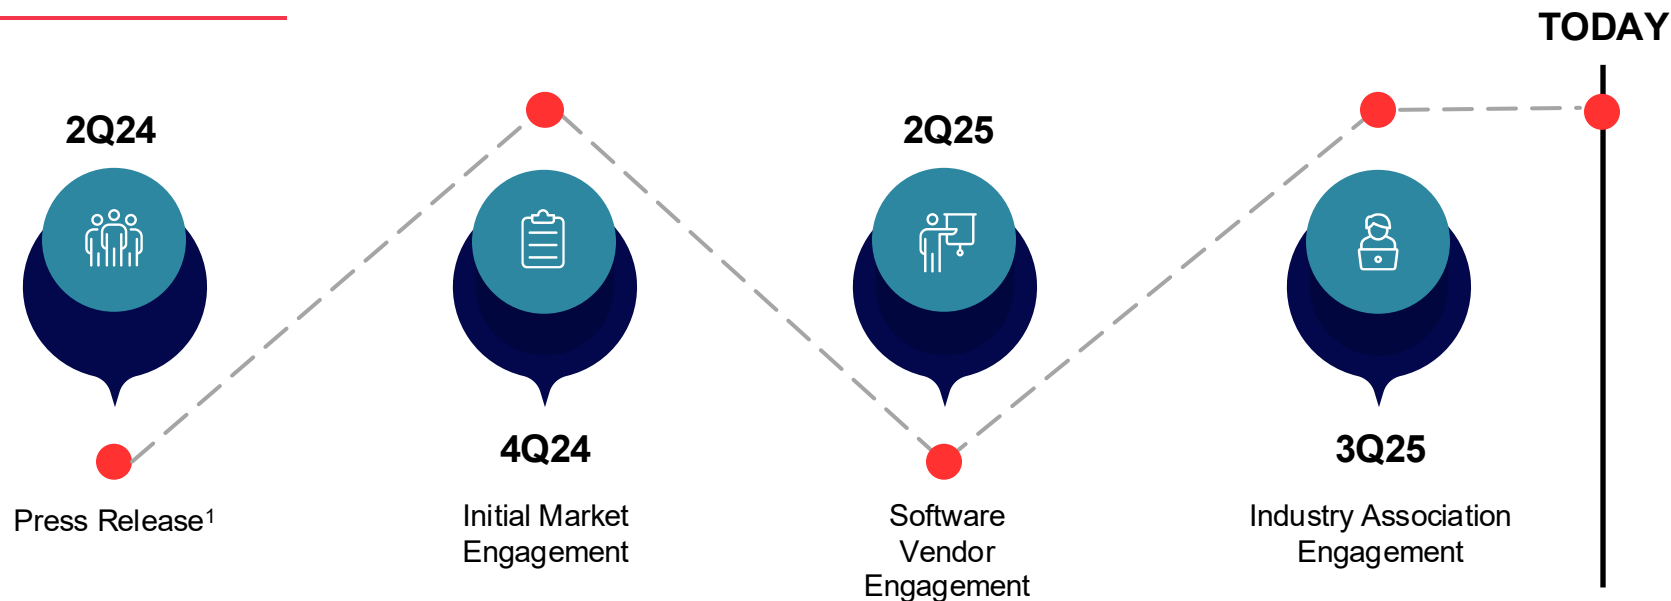 TODAY
2Q24
Press Release¹
4Q24
Initial Market
Engagement
2Q25
Software
Vendor
Engagement
3Q25
Industry Association
Engagement